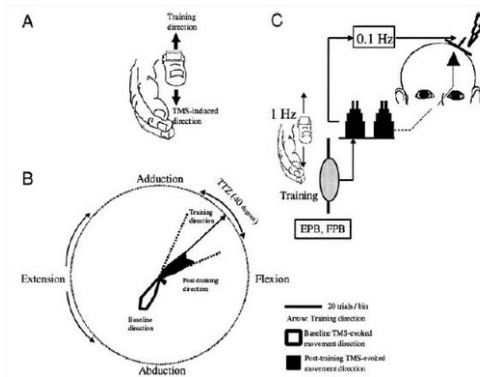 A
Training
direction
TMS-induced
direction
B
Adduction
TTZ (40 degree)
Training
direction
Extension
Flexion
Post-training
direction
Baseline
direction
Abduction
C
0.1 Hz
1 Hz
Training
EPB, FPB
20 trials / bin
Arrow: Training direction
Baseline TMS-evoked
movement direction
Post-training TMS-evoked
movement direction